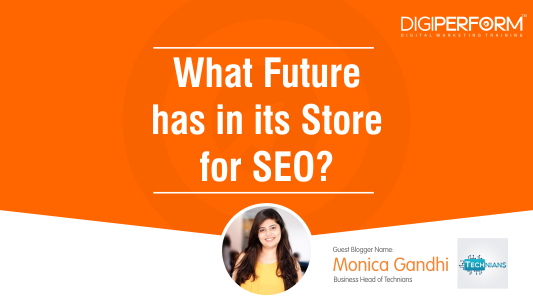 DIGIPERFORM
DIGITAL MARKETING TRAINING
What Future
has in its Store
for SEO?
Guest Blogger Name:
Monica Gandhi
Business Head of Technians
TECHNIANS